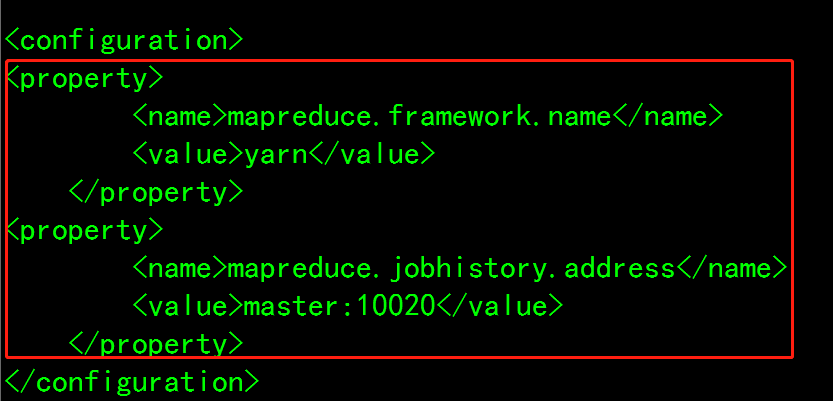 <configuration>
<property>
        <name>mapreduce.framework.name</name>
        <value>yarn</value>
    </property>
<property>
        <name>mapreduce.jobhistory.address</name>
        <value>master:10020</value>
    </property>
</configuration>